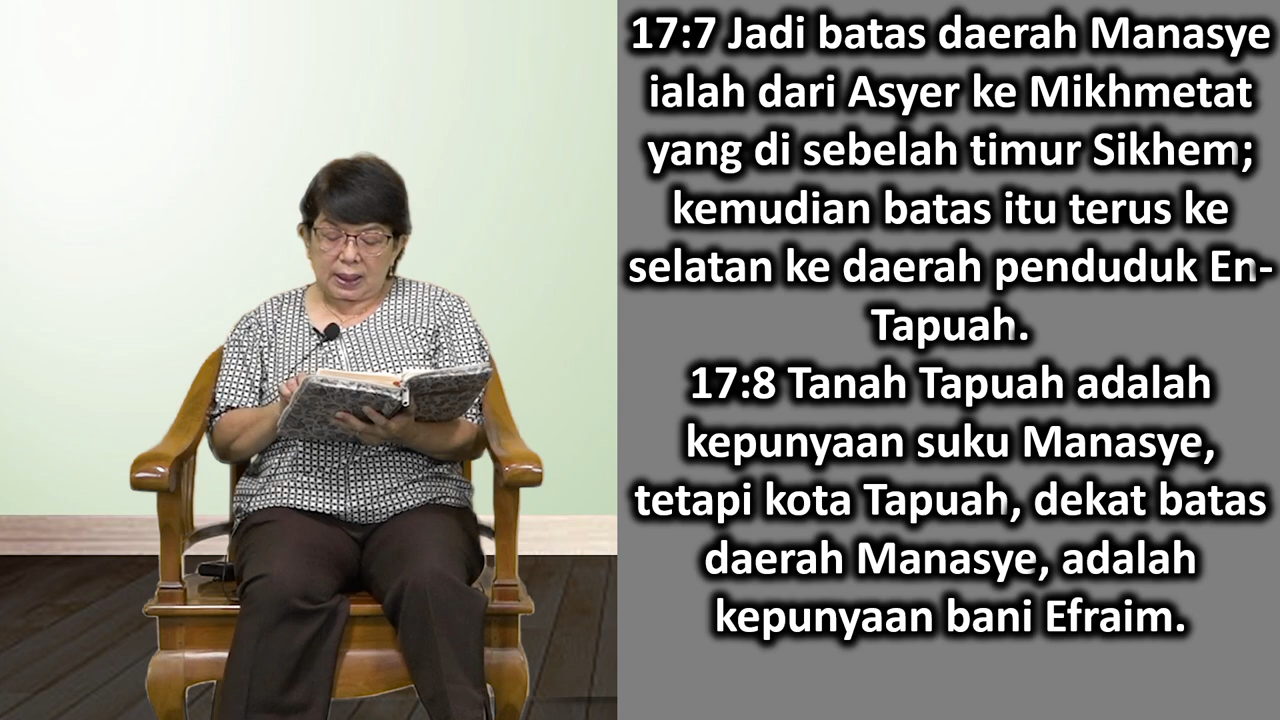 17:7 Jadi batas daerah Manasye
ialah dari Asyer ke Mikhmetat
yang di sebelah timur Sikhem;
kemudian batas itu terus ke
selatan ke daerah penduduk En-
Tapuah.
17:8 Tanah Tapuah adalah
kepunyaan suku Manasye,
tetapi kota Tapuah, dekat batas
daerah Manasye, adalah
kepunyaan bani Efraim.